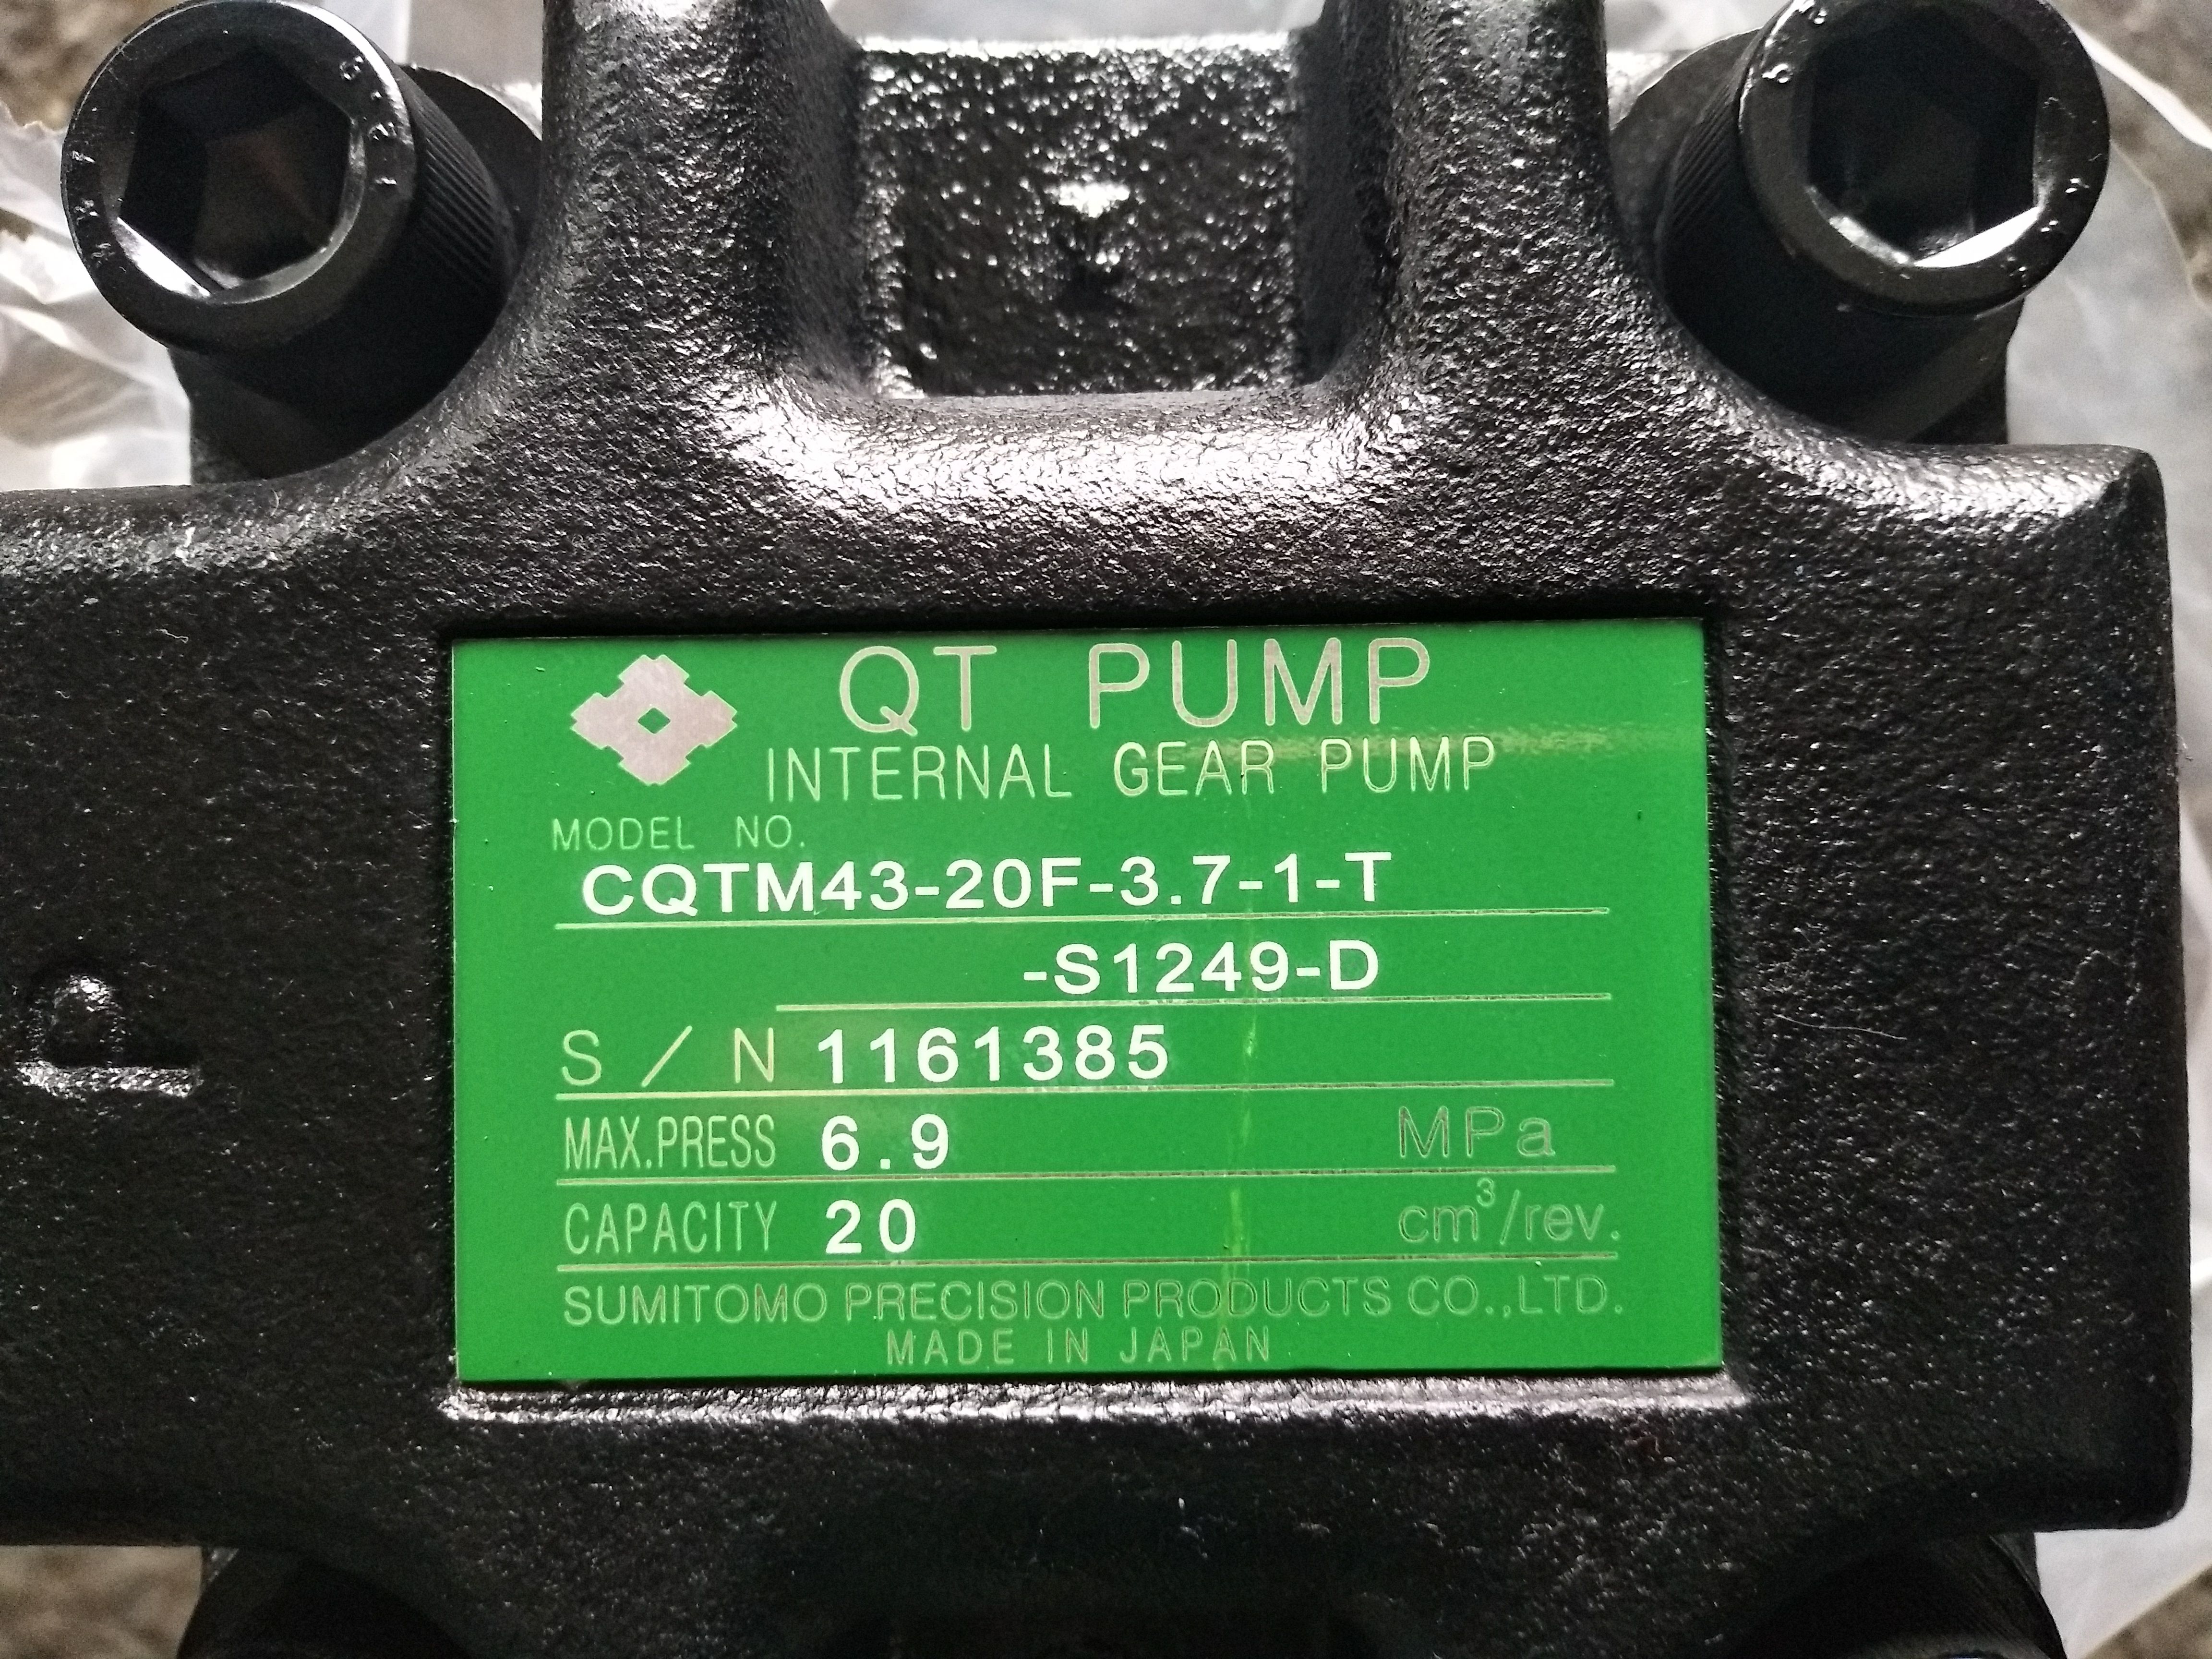 QT PUMP
INTERNAL GEAR PUMP
MODEL NO.
CQTM43-20F-3.7-1-T
-S1249-D
S / N 1161385
MAX.PRESS 6.9 MPa
CAPACITY 20 cm³/rev.
SUMITOMO PRECISION PRODUCTS CO.,LTD.
MADE IN JAPAN